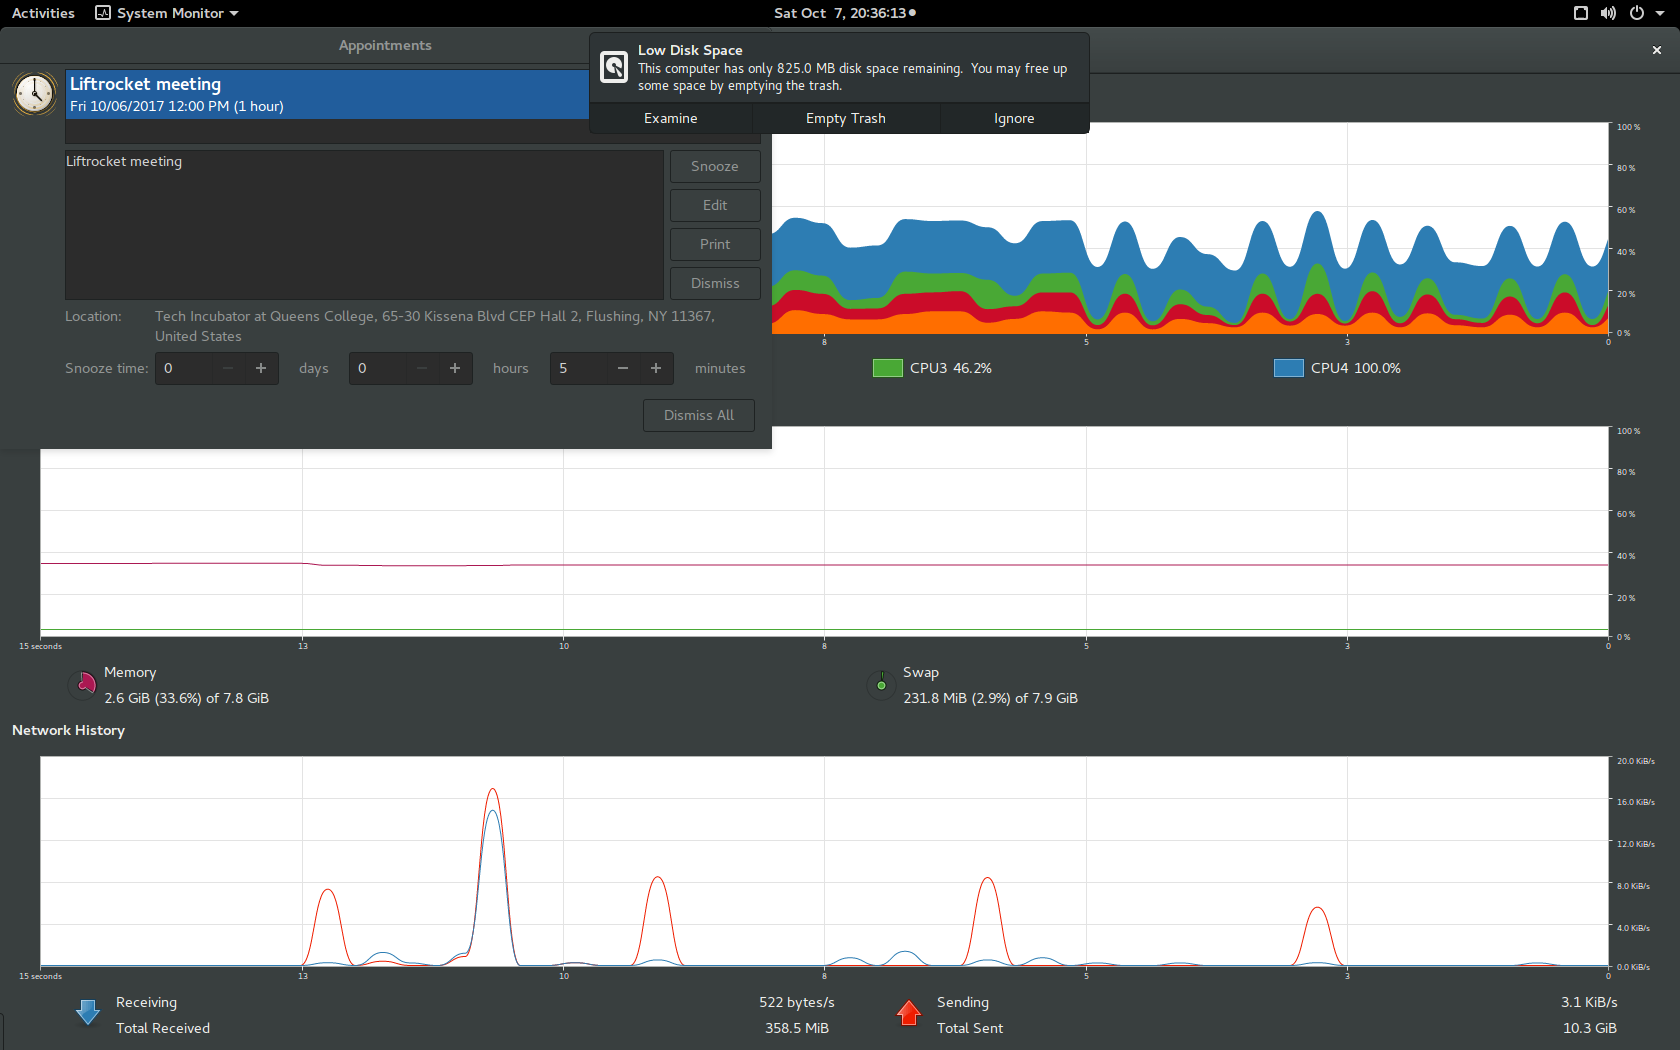 Activities
System Monitor
Sat Oct 7, 20:36:13
Appointments
Low Disk Space
This computer has only 825.0 MB disk space remaining. You may free up
some space by emptying the trash.
Examine
Empty Trash
Ignore
Liftrocket meeting
Fri 10/06/2017 12:00 PM (1 hour)
Liftrocket meeting
Snooze
Edit
Print
Dismiss
Location:
Tech Incubator at Queens College, 65-30 Kissena Blvd CEP Hall 2, Flushing, NY 11367,
United States
Snooze time:
0
days
0
hours
5
minutes
Dismiss All
100 %
80 %
60 %
40 %
20 %
0 %
8
5
3
0
CPU3 46.2%
CPU4 100.0%
100 %
80 %
60 %
40 %
20 %
0 %
15 seconds
13
10
8
5
3
0
Memory
2.6 GiB (33.6%) of 7.8 GiB
Swap
231.8 MiB (2.9%) of 7.9 GiB
Network History
20.0 KiB/s
16.0 KiB/s
12.0 KiB/s
8.0 KiB/s
4.0 KiB/s
0.0 KiB/s
15 seconds
13
10
8
5
3
0
Receiving
522 bytes/s
Total Received
358.5 MiB
Sending
3.1 KiB/s
Total Sent
10.3 GiB